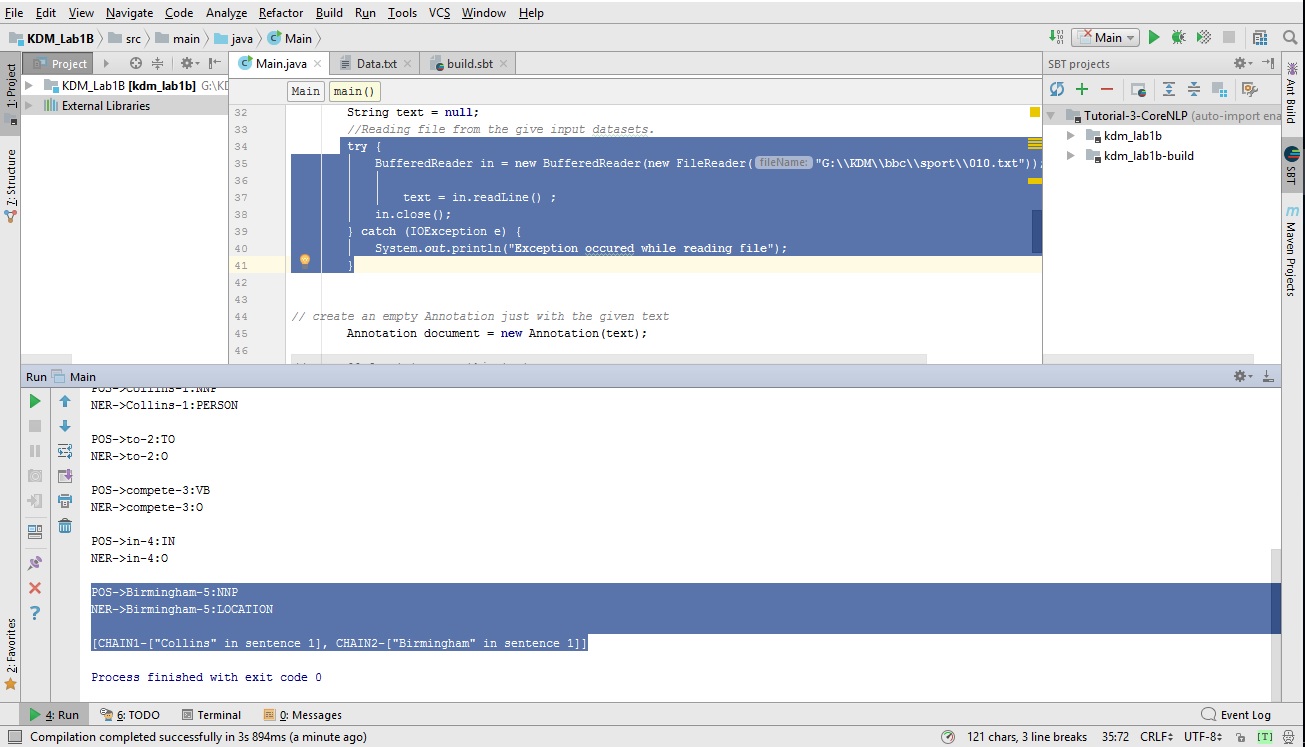 File Edit View Navigate Code Analyze Refactor Build Run Tools VCS Window Help
KDM_Lab1B src main java Main
Main
Project
Main.java Data.txt build.sbt
SBT projects
1: Project
7: Structure
2: Favorites
KDM_Lab1B [kdm_lab1b] G:\KD
External Libraries
Main main()
32 String text = null;
33 //Reading file from the give input datasets.
34 try {
35 BufferedReader in = new BufferedReader(new FileReader( fileName: "G:\\KDM\\bbc\\sport\\010.txt"));
36
37 text = in.readLine() ;
38 in.close();
39 } catch (IOException e) {
40 System.out.println("Exception occured while reading file");
41 }
42
43
44 // create an empty Annotation just with the given text
45 Annotation document = new Annotation(text);
46
Tutorial-3-CoreNLP (auto-import ena
kdm_lab1b
kdm_lab1b-build
Ant Build
SBT
m Maven Projects
Run Main
POS->Collins-1:NNP
NER->Collins-1:PERSON
POS->to-2:TO
NER->to-2:O
POS->compete-3:VB
NER->compete-3:O
POS->in-4:IN
NER->in-4:O
POS->Birmingham-5:NNP
NER->Birmingham-5:LOCATION
[CHAIN1-["Collins" in sentence 1], CHAIN2-["Birmingham" in sentence 1]]
Process finished with exit code 0
4: Run 6: TODO Terminal 0: Messages Event Log
Compilation completed successfully in 3s 894ms (a minute ago) 121 chars, 3 line breaks 35:72 CRLF UTF-8 [T]